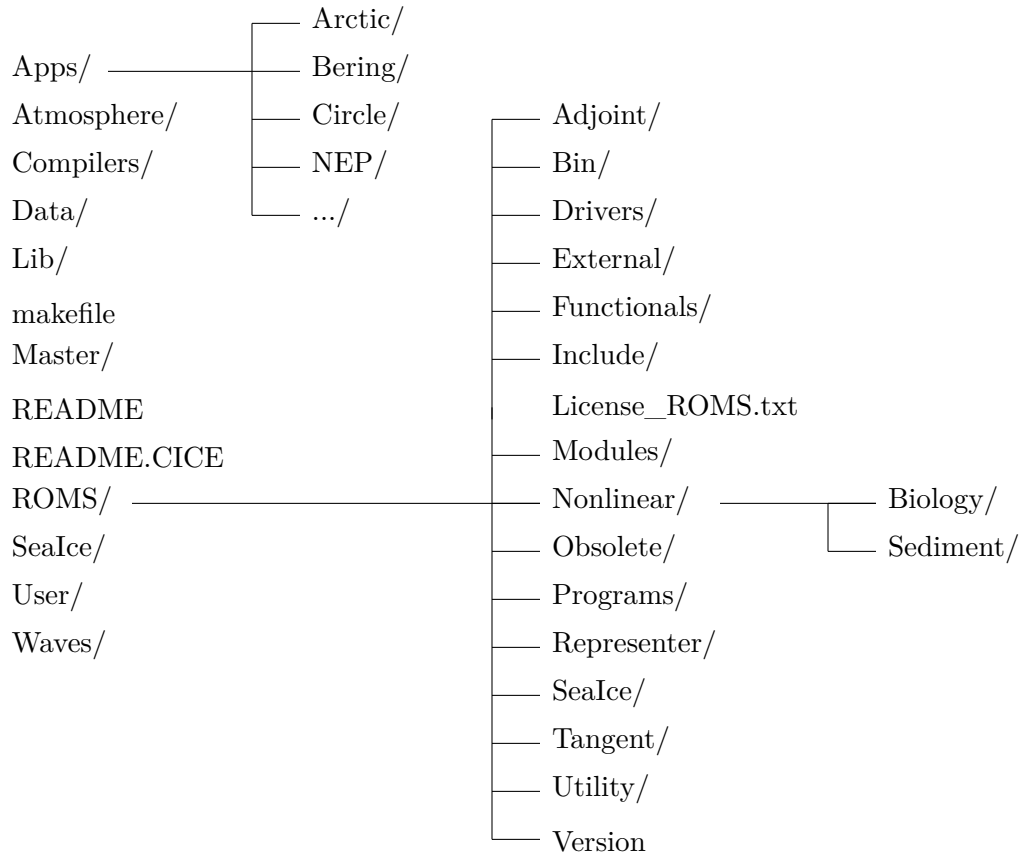 Apps/
Atmosphere/
Compilers/
Data/
Lib/
makefile
Master/
README
README.CICE
ROMS/
SeaIce/
User/
Waves/
Arctic/
Bering/
Circle/
NEP/
.../
Adjoint/
Bin/
Drivers/
External/
Functionals/
Include/
License_ROMS.txt
Modules/
Nonlinear/
Obsolete/
Programs/
Representer/
SeaIce/
Tangent/
Utility/
Version
Biology/
Sediment/